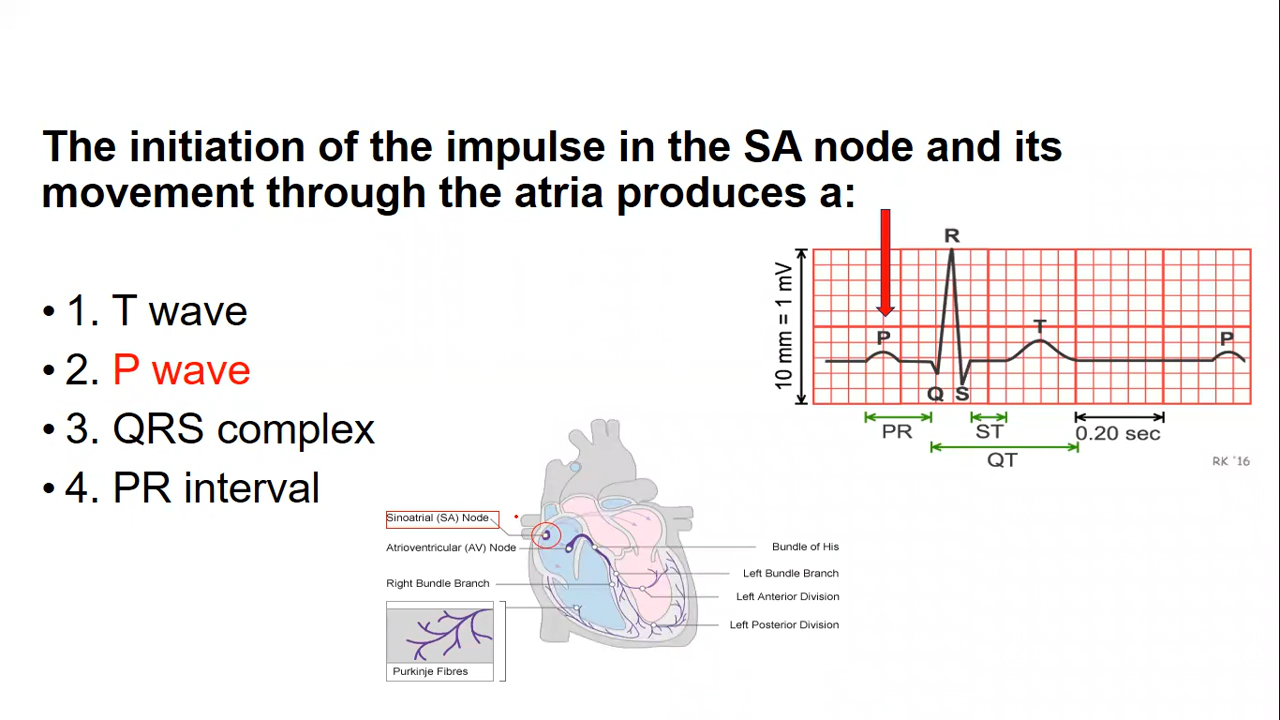 The initiation of the impulse in the SA node and its
movement through the atria produces a:
• 1. T wave
• 2. P wave
• 3. QRS complex
• 4. PR interval
10 mm = 1 mV
R
P
T
P
Q
S
PR
ST
0.20 sec
QT
RK '16
Sinoatrial (SA) Node
Atrioventricular (AV) Node
Right Bundle Branch
Purkinje Fibres
Bundle of His
Left Bundle Branch
Left Anterior Division
Left Posterior Division